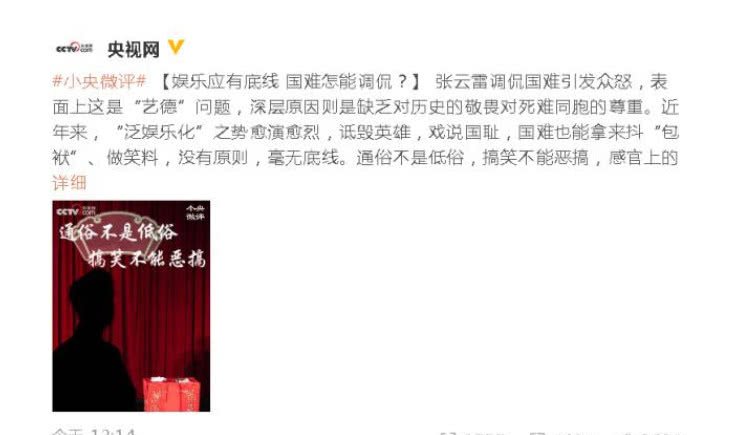 CCTV.com 央视网
#小央微评# 【娱乐应有底线 国难怎能调侃？】 张云雷调侃国难引发众怒，表
面上这是“艺德”问题，深层原因则是缺乏对历史的敬畏对死难同胞的尊重。近
年来，“泛娱乐化”之势愈演愈烈，诋毁英雄，戏说国耻，国难也能拿来抖“包
袱”、做笑料，没有原则，毫无底线。通俗不是低俗，搞笑不能恶搞，感官上的
详细
CCTV.com 小央微评
通俗不是低俗
搞笑不能恶搞
今天 13:14